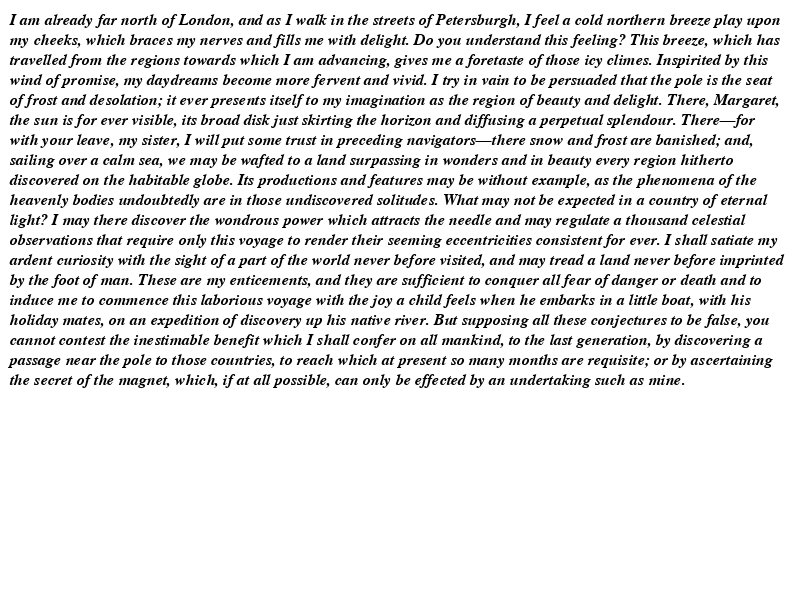 I am already far north of London, and as I walk in the streets of Petersburgh, I feel a cold northern breeze play upon
my cheeks, which braces my nerves and fills me with delight. Do you understand this feeling? This breeze, which has
travelled from the regions towards which I am advancing, gives me a foretaste of those icy climes. Inspirited by this
wind of promise, my daydreams become more fervent and vivid. I try in vain to be persuaded that the pole is the seat
of frost and desolation; it ever presents itself to my imagination as the region of beauty and delight. There, Margaret,
the sun is for ever visible, its broad disk just skirting the horizon and diffusing a perpetual splendour. There—for
with your leave, my sister, I will put some trust in preceding navigators—there snow and frost are banished; and,
sailing over a calm sea, we may be wafted to a land surpassing in wonders and in beauty every region hitherto
discovered on the habitable globe. Its productions and features may be without example, as the phenomena of the
heavenly bodies undoubtedly are in those undiscovered solitudes. What may not be expected in a country of eternal
light? I may there discover the wondrous power which attracts the needle and may regulate a thousand celestial
observations that require only this voyage to render their seeming eccentricities consistent for ever. I shall satiate my
ardent curiosity with the sight of a part of the world never before visited, and may tread a land never before imprinted
by the foot of man. These are my enticements, and they are sufficient to conquer all fear of danger or death and to
induce me to commence this laborious voyage with the joy a child feels when he embarks in a little boat, with his
holiday mates, on an expedition of discovery up his native river. But supposing all these conjectures to be false, you
cannot contest the inestimable benefit which I shall confer on all mankind, to the last generation, by discovering a
passage near the pole to those countries, to reach which at present so many months are requisite; or by ascertaining
the secret of the magnet, which, if at all possible, can only be effected by an undertaking such as mine.